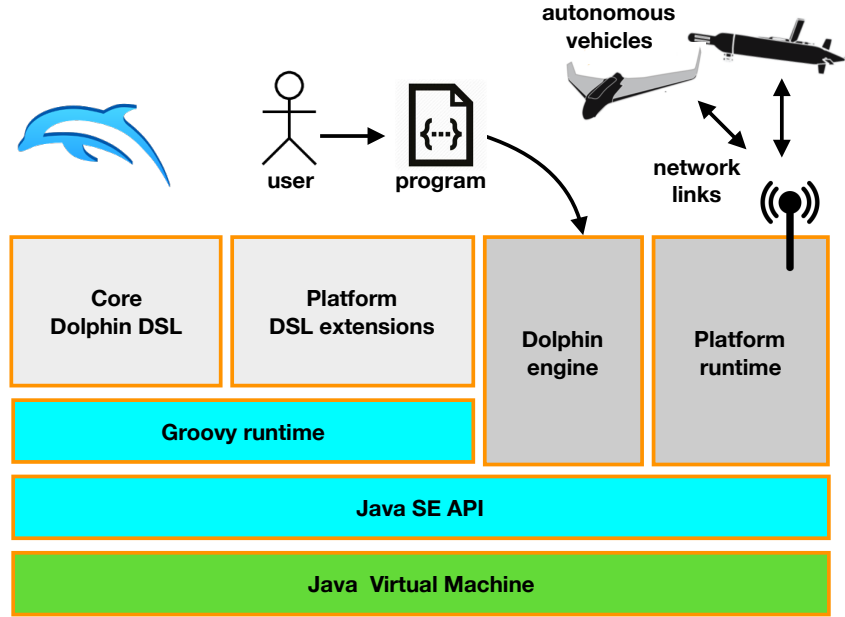 autonomous
vehicles
user
program
{...}
network
links
Core
Dolphin DSL
Platform
DSL extensions
Dolphin
engine
Platform
runtime
Groovy runtime
Java SE API
Java Virtual Machine